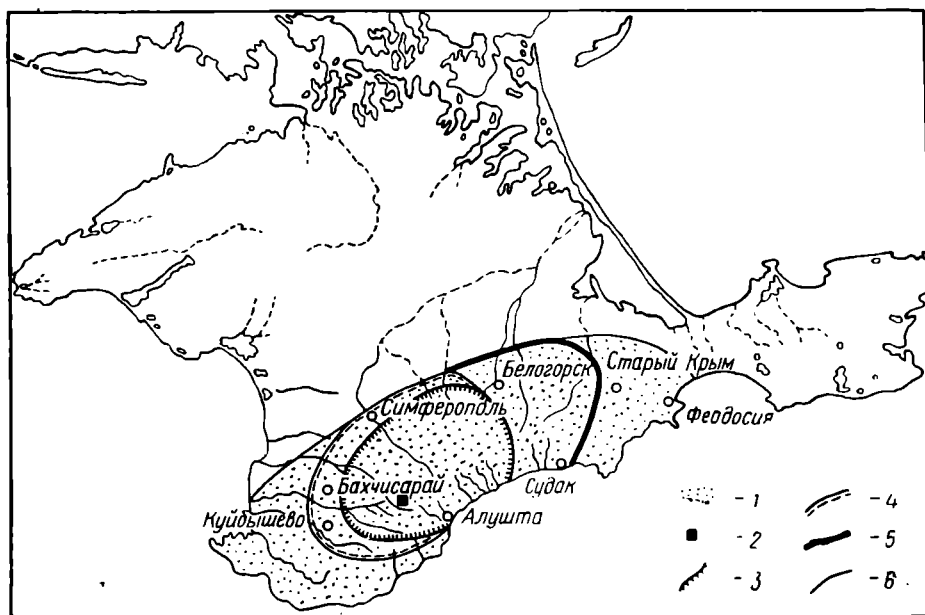 Белогорск
Старый Крым
Симферополь
Феодосия
Бахчисарай
Судак
Куйбышево
Алушта
- 1
- 2
- 3
- 4
- 5
- 6